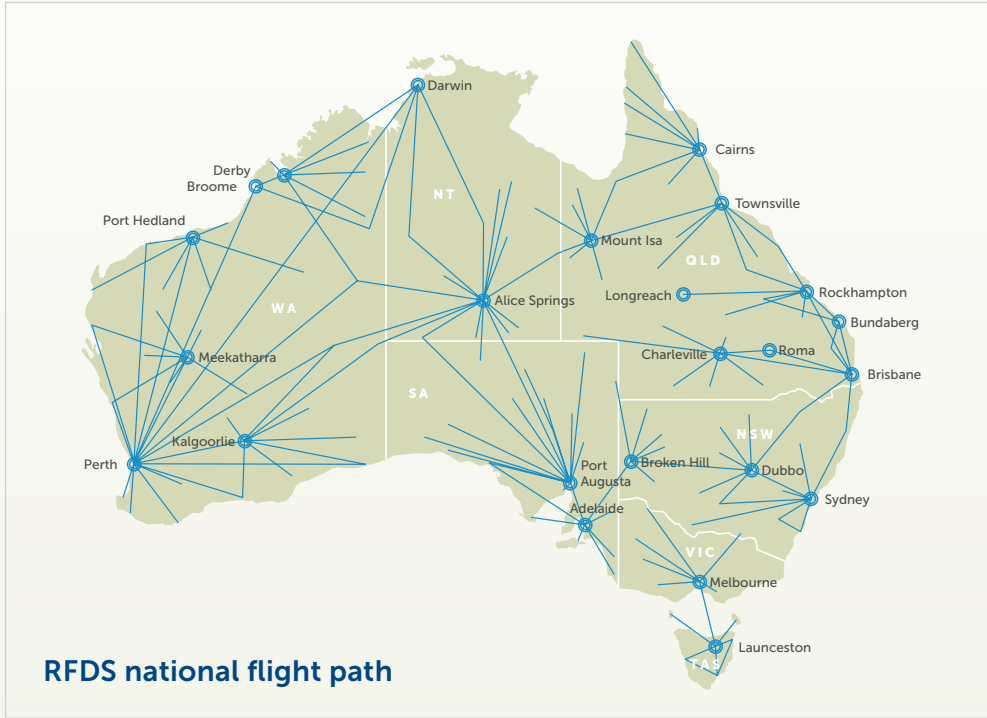 Darwin
Cairns
Derby
Broome
NT
Townsville
Port Hedland
Mount Isa
QLD
Longreach
Rockhampton
Alice Springs
WA
Bundaberg
Meekatharra
Charleville
Roma
Brisbane
SA
NSW
Kalgoorlie
Perth
Broken Hill
Port
Augusta
Dubbo
Adelaide
Sydney
VIC
Melbourne
Launceston
TAS
RFDS national flight path